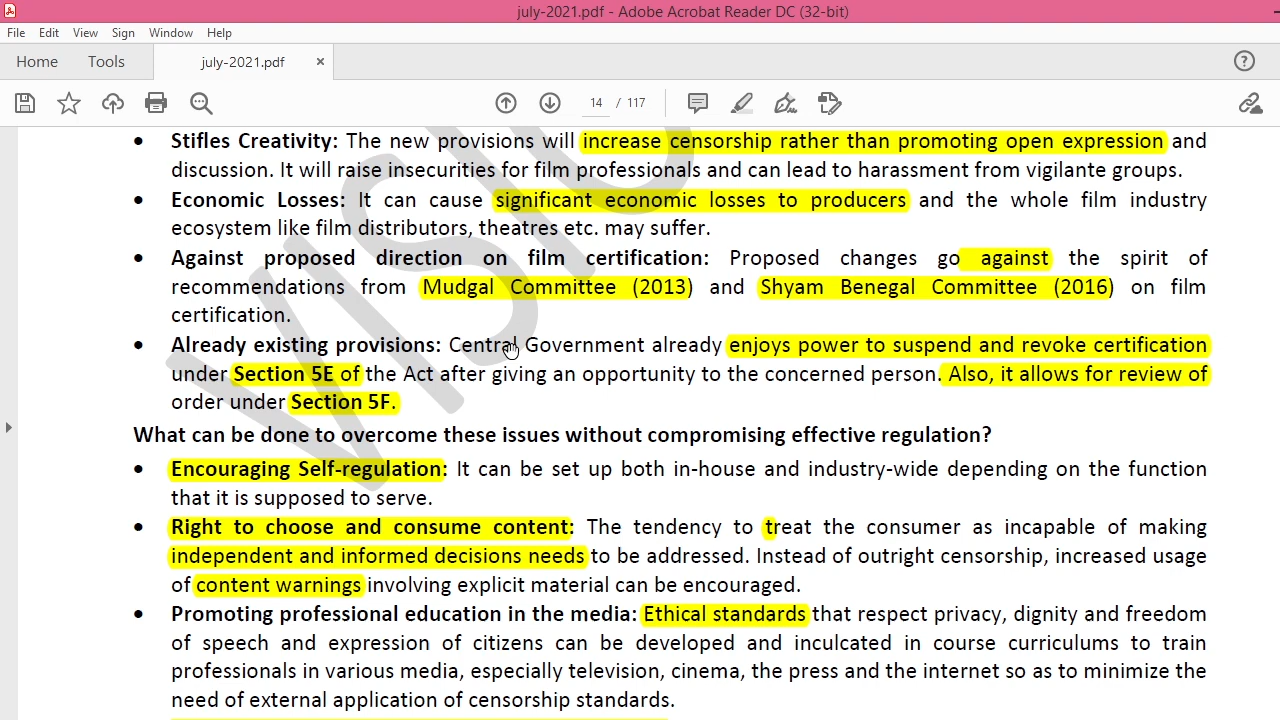 july-2021.pdf - Adobe Acrobat Reader DC (32-bit)
File Edit View Sign Window Help
Home Tools july-2021.pdf ×
14 / 117
• Stifles Creativity: The new provisions will increase censorship rather than promoting open expression and
discussion. It will raise insecurities for film professionals and can lead to harassment from vigilante groups.
• Economic Losses: It can cause significant economic losses to producers and the whole film industry
ecosystem like film distributors, theatres etc. may suffer.
• Against proposed direction on film certification: Proposed changes go against the spirit of
recommendations from Mudgal Committee (2013) and Shyam Benegal Committee (2016) on film
certification.
• Already existing provisions: Central Government already enjoys power to suspend and revoke certification
under Section 5E of the Act after giving an opportunity to the concerned person. Also, it allows for review of
order under Section 5F.
What can be done to overcome these issues without compromising effective regulation?
• Encouraging Self-regulation: It can be set up both in-house and industry-wide depending on the function
that it is supposed to serve.
• Right to choose and consume content: The tendency to treat the consumer as incapable of making
independent and informed decisions needs to be addressed. Instead of outright censorship, increased usage
of content warnings involving explicit material can be encouraged.
• Promoting professional education in the media: Ethical standards that respect privacy, dignity and freedom
of speech and expression of citizens can be developed and inculcated in course curriculums to train
professionals in various media, especially television, cinema, the press and the internet so as to minimize the
need of external application of censorship standards.